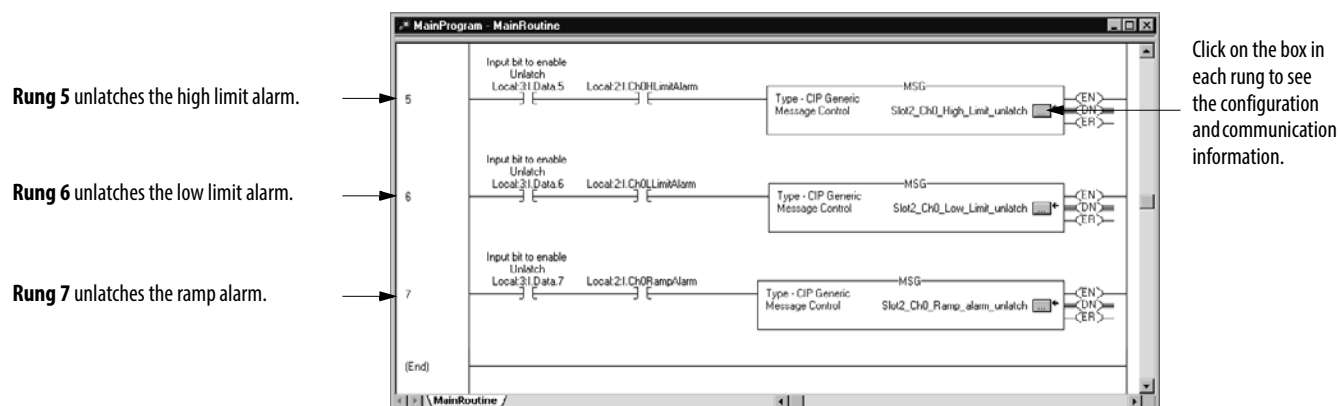 MainProgram - MainRoutine
Rung 5 unlatches the high limit alarm.
5
Input bit to enable
Unlatch
Local:3:I.Data.5
Local:2:I.Ch0HLimitAlarm
MSG
Type - CIP Generic
Message Control
Slot2_Ch0_High_Limit_unlatch
...
EN
DN
ER
Click on the box in
each rung to see
the configuration
and communication
information.
Rung 6 unlatches the low limit alarm.
6
Input bit to enable
Unlatch
Local:3:I.Data.6
Local:2:I.Ch0LLimitAlarm
MSG
Type - CIP Generic
Message Control
Slot2_Ch0_Low_Limit_unlatch
...
EN
DN
ER
Rung 7 unlatches the ramp alarm.
7
Input bit to enable
Unlatch
Local:3:I.Data.7
Local:2:I.Ch0RampAlarm
MSG
Type - CIP Generic
Message Control
Slot2_Ch0_Ramp_alarm_unlatch
...
EN
DN
ER
(End)
MainRoutine